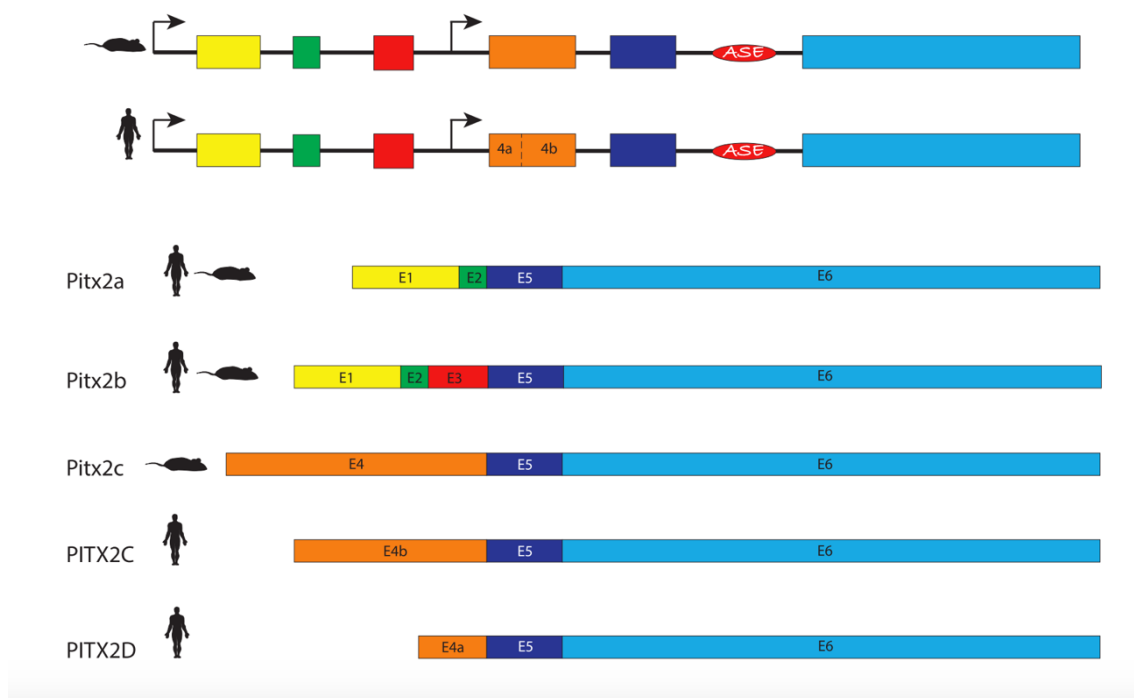 ASE
4a 4b ASE
Pitx2a E1 E2 E5 E6
Pitx2b E1 E2 E3 E5 E6
Pitx2c E4 E5 E6
PITX2C E4b E5 E6
PITX2D E4a E5 E6